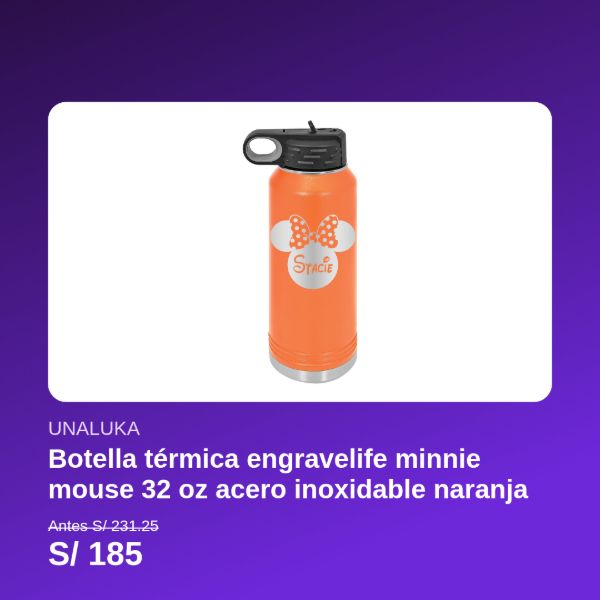 STACIE
UNALUKA
Botella térmica engravelife minnie
mouse 32 oz acero inoxidable naranja
Antes S/ 231.25
S/ 185